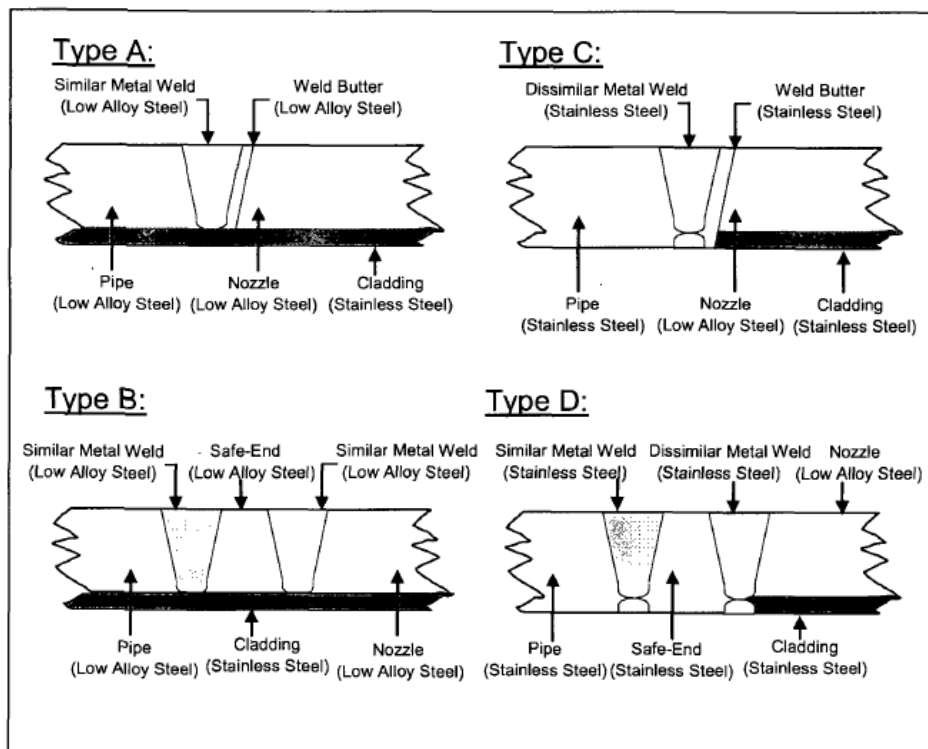 Type A:
Similar Metal Weld
(Low Alloy Steel)
Weld Butter
(Low Alloy Steel)
Pipe
(Low Alloy Steel)
Nozzle
(Low Alloy Steel)
Cladding
(Stainless Steel)
Type C:
Dissimilar Metal Weld
(Stainless Steel)
Weld Butter
(Stainless Steel)
Pipe
(Stainless Steel)
Nozzle
(Low Alloy Steel)
Cladding
(Stainless Steel)
Type B:
Similar Metal Weld
(Low Alloy Steel)
Safe-End
(Low Alloy Steel)
Similar Metal Weld
(Low Alloy Steel)
Pipe
(Low Alloy Steel)
Cladding
(Stainless Steel)
Nozzle
(Low Alloy Steel)
Type D:
Similar Metal Weld
(Stainless Steel)
Dissimilar Metal Weld
(Stainless Steel)
Nozzle
(Low Alloy Steel)
Pipe
(Stainless Steel)
Safe-End
(Stainless Steel)
Cladding
(Stainless Steel)